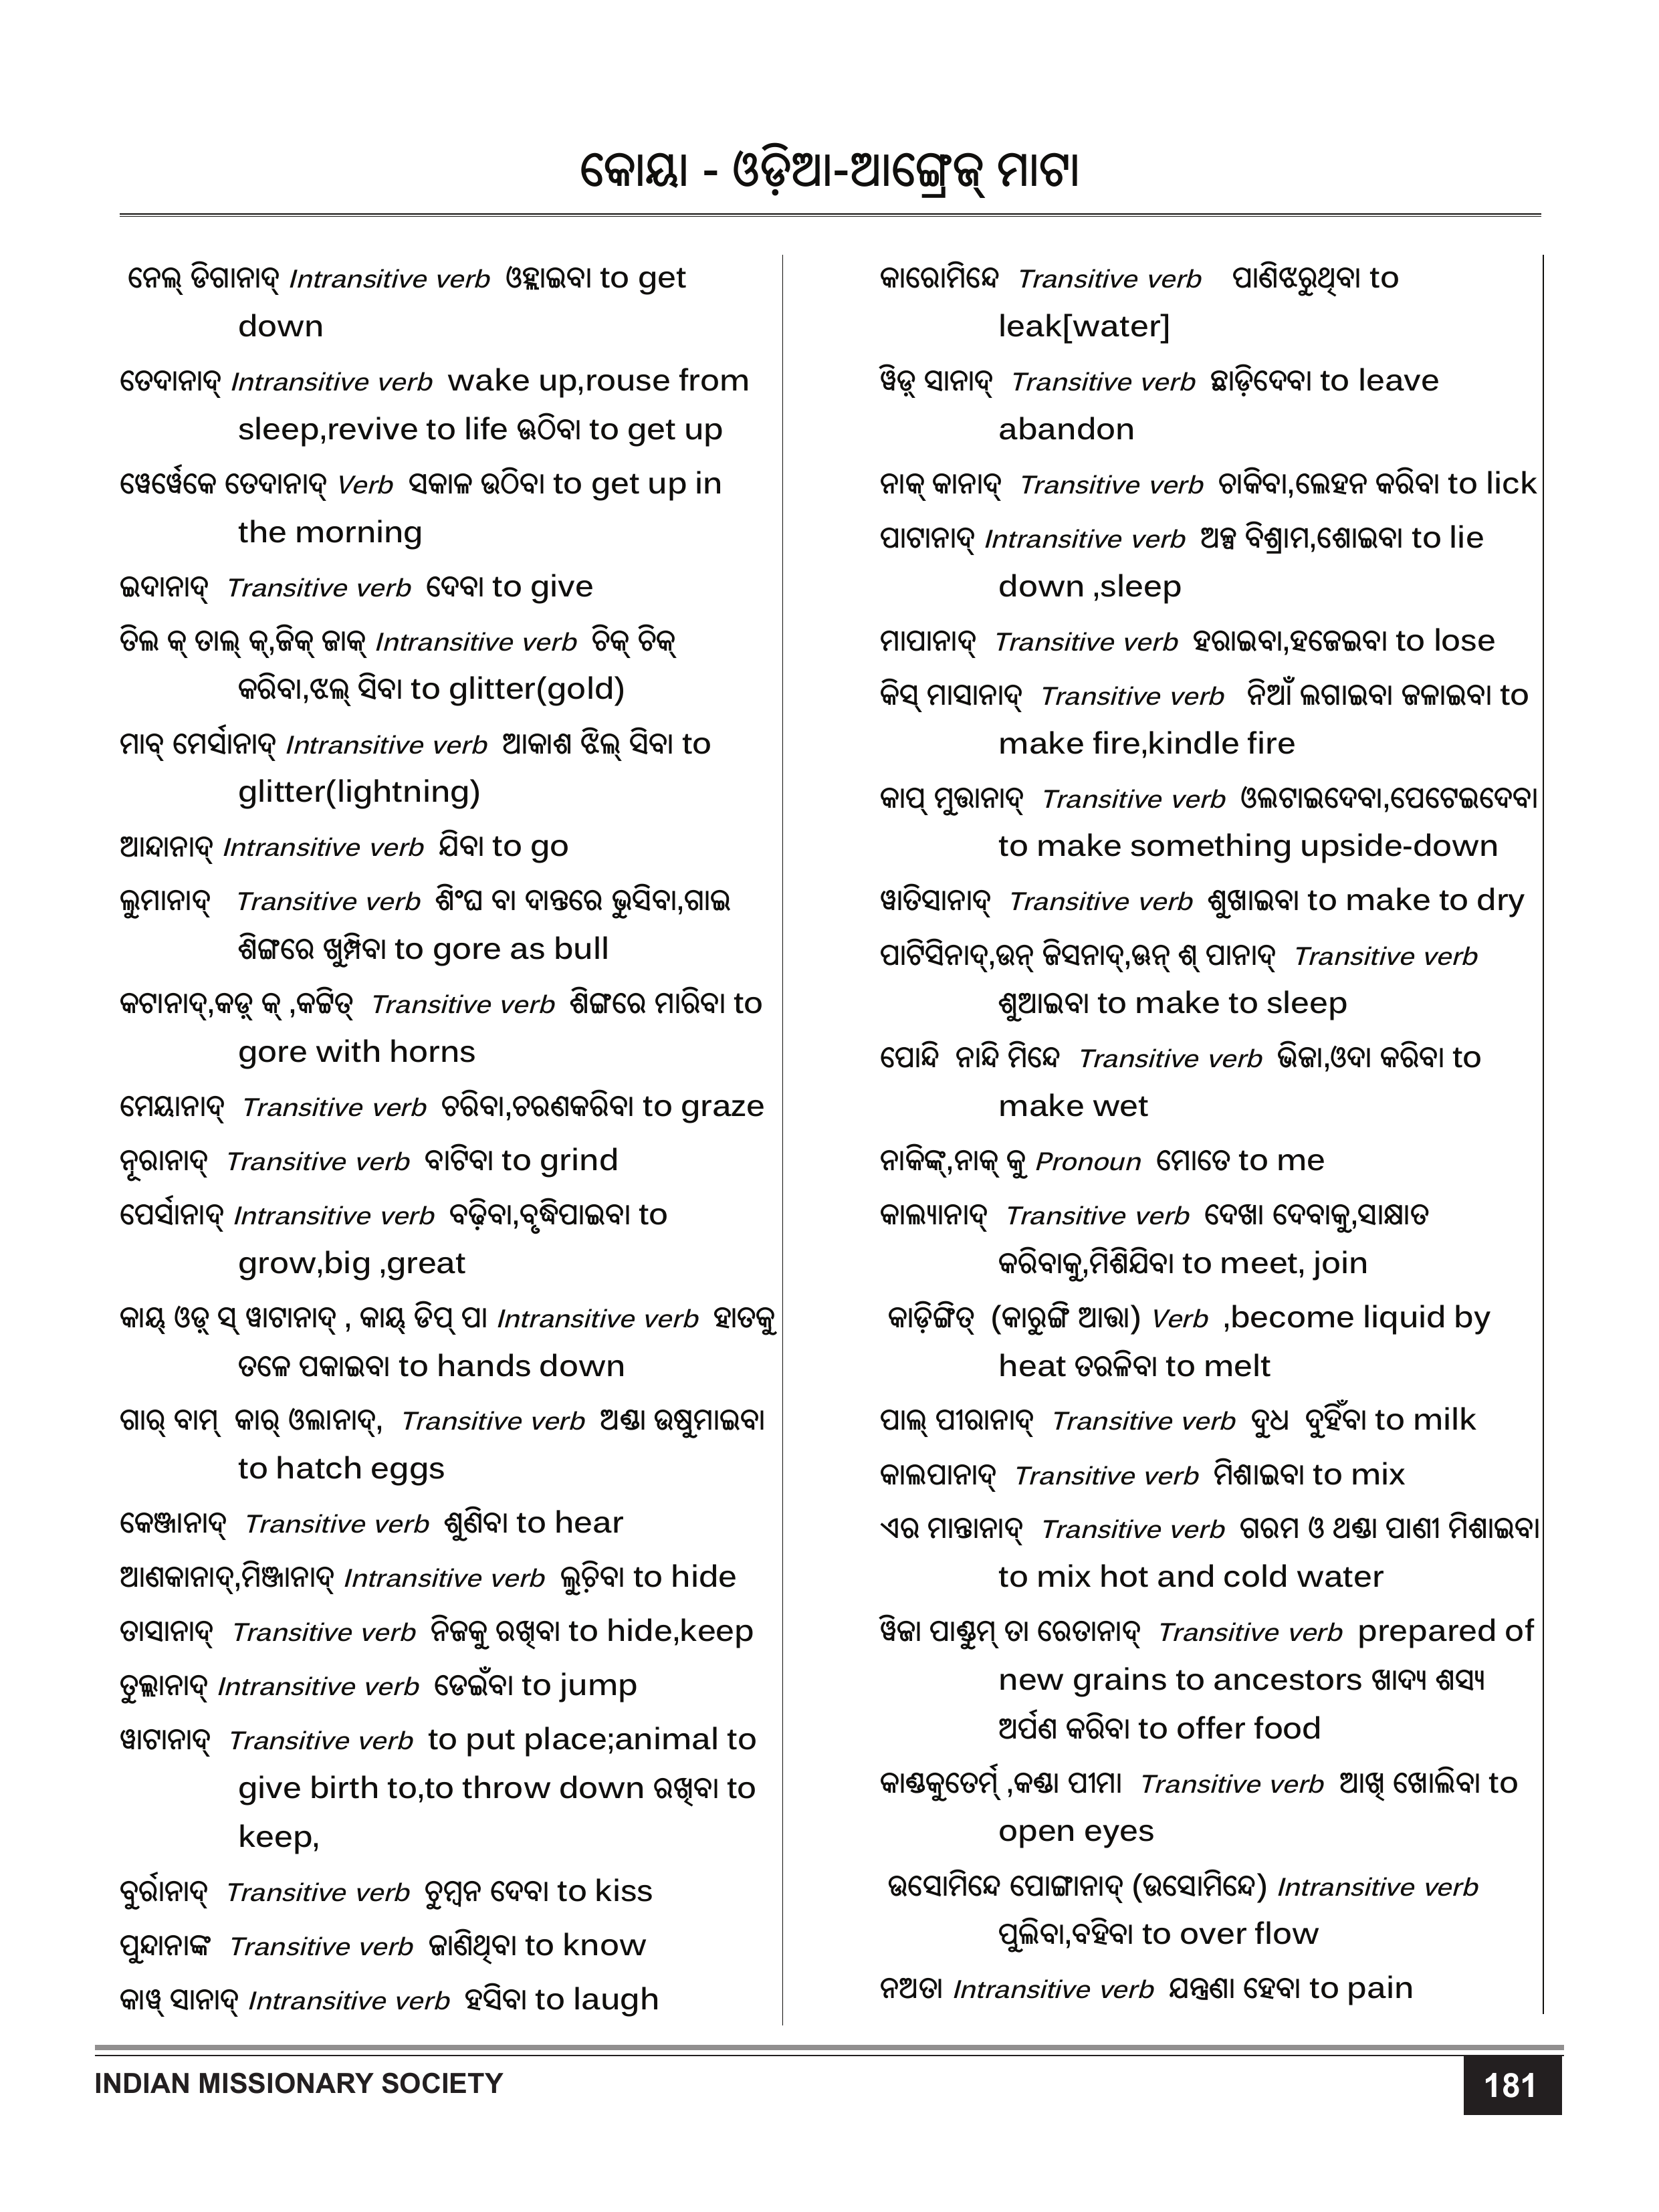 କୋୟା - ଓଡ଼ିଆ-ଆଙ୍ଗ୍ରେଜ୍ ମାଟା
ନେଲ୍ ଡିଗାନାଦ୍ Intransitive verb ଓହ୍ଲାଇବା to get
down
ତେଦାନାଦ୍ Intransitive verb wake up,rouse from
sleep,revive to life ଊଠିବା to get up
ୱେର୍ୱେକେ ତେଦାନାଦ୍ Verb ସକାଳ ଉଠିବା to get up in
the morning
ଇଦାନାଦ୍ Transitive verb ଦେବା to give
ତିଲ କ୍ ତାଲ୍ କ୍,ଜିକ୍ ଜାକ୍ Intransitive verb ଚିକ୍ ଚିକ୍
କରିବା,ଝଲ୍ ସିବା to glitter(gold)
ମାବ୍ ମେର୍ସାନାଦ୍ Intransitive verb ଆକାଶ ଝିଲ୍ ସିବା to
glitter(lightning)
ଆନ୍ଦାନାଦ୍ Intransitive verb ଯିବା to go
ଲୁମାନାଦ୍ Transitive verb ଶିଂଘ ବା ଦାନ୍ତରେ ଭୁସିବା,ଗାଇ
ଶିଙ୍ଗରେ ଖୁମ୍ପିବା to gore as bull
କଟାନାଦ୍,କଡ଼୍ କ୍ ,କଟ୍ଟିତ୍ Transitive verb ଶିଙ୍ଗରେ ମାରିବା to
gore with horns
ମେୟାନାଦ୍ Transitive verb ଚରିବା,ଚରଣକରିବା to graze
ନୂରାନାଦ୍ Transitive verb ବାଟିବା to grind
ପେର୍ସାନାଦ୍ Intransitive verb ବଢ଼ିବା,ବୃଦ୍ଧିପାଇବା to
grow,big ,great
କାୟ୍ ଓଡ଼୍ ସ୍ ୱାଟାନାଦ୍ , କାୟ୍ ଡିପ୍ ପା Intransitive verb ହାତକୁ
ତଳେ ପକାଇବା to hands down
ଗାର୍ ବାମ୍ କାର୍ ଓଲାନାଦ୍, Transitive verb ଅଣ୍ଡା ଉଷୁମାଇବା
to hatch eggs
କେଞ୍ଜାନାଦ୍ Transitive verb ଶୁଣିବା to hear
ଆଣକାନାଦ୍,ମିଞ୍ଜାନାଦ୍ Intransitive verb ଲୁଚ଼ିବା to hide
ତାସାନାଦ୍ Transitive verb ନିଜକୁ ରଖିବା to hide,keep
ତୁଲ୍ଲାନାଦ୍ Intransitive verb ଡେଇଁବା to jump
ୱାଟାନାଦ୍ Transitive verb to put place;animal to
give birth to,to throw down ରଖିବା to
keep,
ବୁର୍ରାନାଦ୍ Transitive verb ଚୁମ୍ବନ ଦେବା to kiss
ପୁନ୍ଦାନାଙ୍କ Transitive verb ଜାଣିଥିବା to know
କାୱ୍ ସାନାଦ୍ Intransitive verb ହସିବା to laugh
କାରୋମିନ୍ଦେ Transitive verb ପାଣିଝରୁଥିବା to
leak[water]
ୱିଡ଼୍ ସାନାଦ୍ Transitive verb ଛାଡ଼ିଦେବା to leave
abandon
ନାକ୍ କାନାଦ୍ Transitive verb ଚାକିବା,ଲେହନ କରିବା to lick
ପାଟାନାଦ୍ Intransitive verb ଅଳ୍ପ ବିଶ୍ରାମ,ଶୋଇବା to lie
down ,sleep
ମାପାନାଦ୍ Transitive verb ହରାଇବା,ହଜେଇବା to lose
କିସ୍ ମାସାନାଦ୍ Transitive verb ନିଆଁ ଲଗାଇବା ଜଳାଇବା to
make fire,kindle fire
କାପ୍ ମୁତ୍ତାନାଦ୍ Transitive verb ଓଲଟାଇଦେବା,ପେଟେଇଦେବା
to make something upside-down
ୱାତିସାନାଦ୍ Transitive verb ଶୁଖାଇବା to make to dry
ପାଟିସିନାଦ୍,ଉନ୍ ଜିସନାଦ୍,ଊନ୍ ଶ୍ ପାନାଦ୍ Transitive verb
ଶୁଆଇବା to make to sleep
ପୋନ୍ଦି ନାନ୍ଦି ମିନ୍ଦେ Transitive verb ଭିଜା,ଓଦା କରିବା to
make wet
ନାକିଙ୍କ୍,ନାକ୍ କୁ Pronoun ମୋତେ to me
କାଲ୍ୟାନାଦ୍ Transitive verb ଦେଖା ଦେବାକୁ,ସାକ୍ଷାତ
କରିବାକୁ,ମିଶିଯିବା to meet, join
କାଡ଼ିଙ୍ଗିତ୍ (କାରୁଙ୍ଗି ଆତ୍ତା) Verb ,become liquid by
heat ତରଳିବା to melt
ପାଲ୍ ପୀରାନାଦ୍ Transitive verb ଦୁଧ ଦୁହିଁବା to milk
କାଲପାନାଦ୍ Transitive verb ମିଶାଇବା to mix
ଏର ମାନ୍ତାନାଦ୍ Transitive verb ଗରମ ଓ ଥଣ୍ଡା ପାଣୀ ମିଶାଇବା
to mix hot and cold water
ୱିଜା ପାଣ୍ଡୁମ୍ ତା ରେତାନାଦ୍ Transitive verb prepared of
new grains to ancestors ଖାଦ୍ୟ ଶସ୍ୟ
ଅର୍ପଣ କରିବା to offer food
କାଣ୍ଡକୁତେର୍ମ୍ ,କଣ୍ଡା ପୀମା Transitive verb ଆଖି ଖୋଲିବା to
open eyes
ଉସୋମିନ୍ଦେ ପୋଙ୍ଗାନାଦ୍ (ଉସୋମିନ୍ଦେ) Intransitive verb
ପୁଲିବା,ବହିବା to over flow
ନଅତା Intransitive verb ଯନ୍ତ୍ରଣା ହେବା to pain
INDIAN MISSIONARY SOCIETY
181